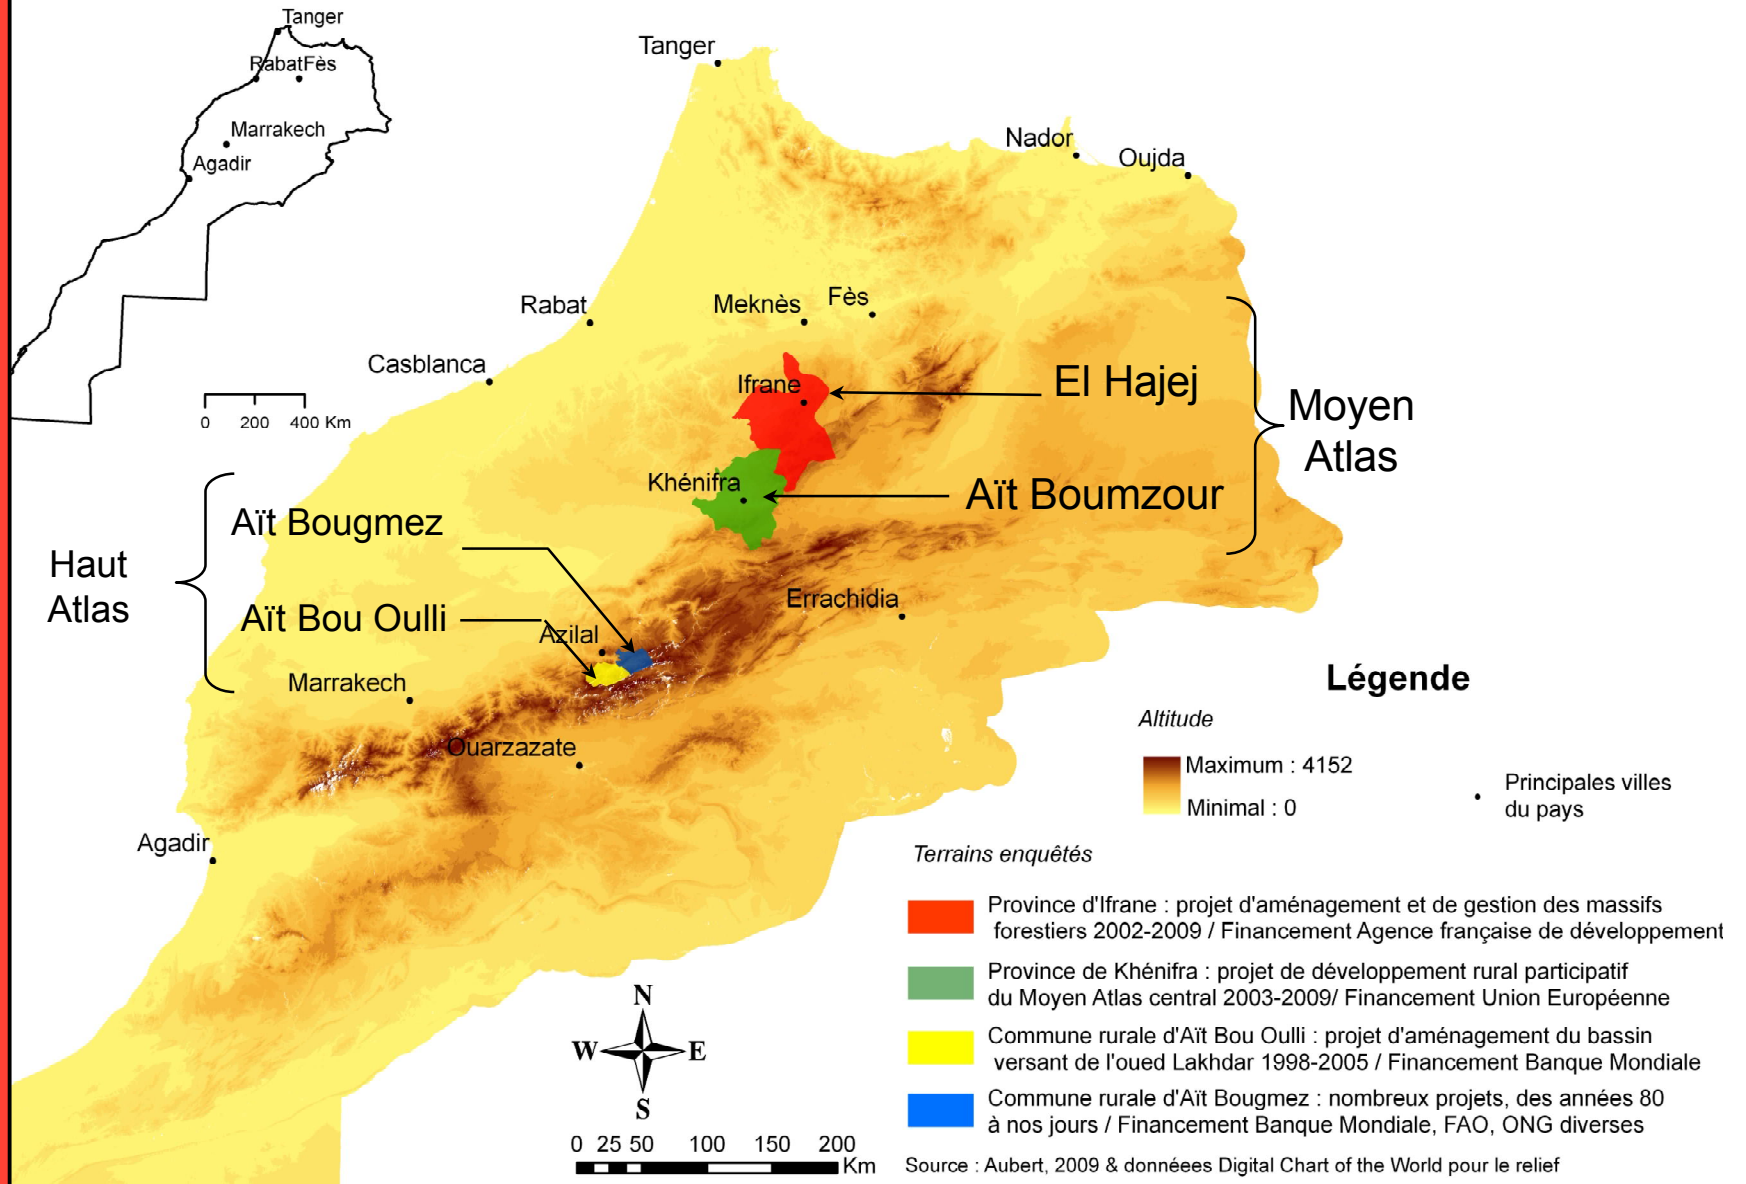 Tanger
RabatFès
Marrakech
Agadir
0 200 400 Km
Tanger
Nador
Oujda
Rabat
Meknès
Fès
Casblanca
Ifrane
El Hajej
Moyen
Atlas
Khénifra
Aït Boumzour
Haut
Atlas
Aït Bougmez
Aït Bou Oulli
Azilal
Errachidia
Marrakech
Ouarzazate
Agadir
Légende
Altitude
Maximum : 4152
Minimal : 0
Principales villes
du pays
Terrains enquêtés
Province d'Ifrane : projet d'aménagement et de gestion des massifs
forestiers 2002-2009 / Financement Agence française de développement
Province de Khénifra : projet de développement rural participatif
du Moyen Atlas central 2003-2009/ Financement Union Européenne
Commune rurale d'Aït Bou Oulli : projet d'aménagement du bassin
versant de l'oued Lakhdar 1998-2005 / Financement Banque Mondiale
Commune rurale d'Aït Bougmez : nombreux projets, des années 80
à nos jours / Financement Banque Mondiale, FAO, ONG diverses
Source : Aubert, 2009 & donnéees Digital Chart of the World pour le relief
N
W E
S
0 25 50 100 150 200
Km